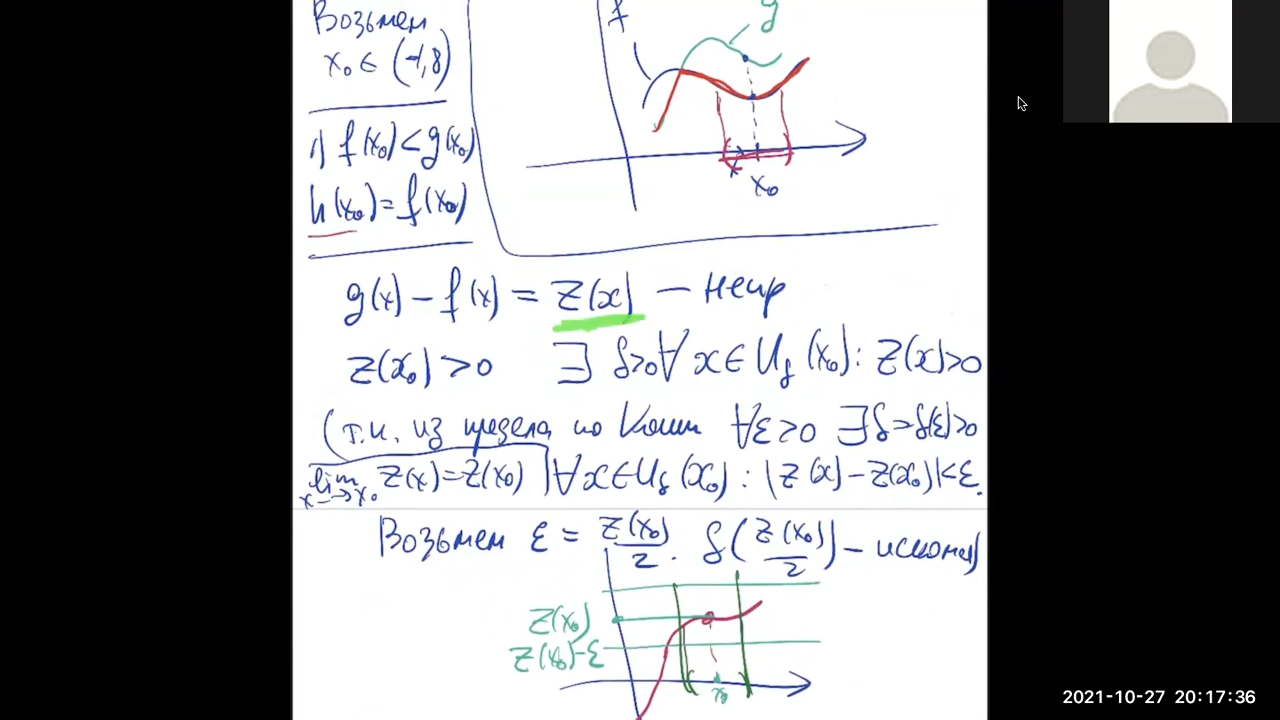 Возьмем
x₀ ∈ (-1,8)
f
g
1) f(x₀) < g(x₀)
h(x₀) = f(x₀)
x₀
g(x) - f(x) = z(x) — непр
z(x₀) > 0 ∃ δ>0 ∀ x ∈ U_δ(x₀): z(x)>0
(т.к. из предела по Коши ∀ε>0 ∃δ=δ(ε)>0
lim x→x₀ z(x) = z(x₀) ∀x∈U_δ(x₀): |z(x) - z(x₀)|<ε.
Возьмем ε = z(x₀)/2. δ(z(x₀)/2) — искомая)
z(x₀)
z(x₀)-ε
x₀
2021-10-27 20:17:36